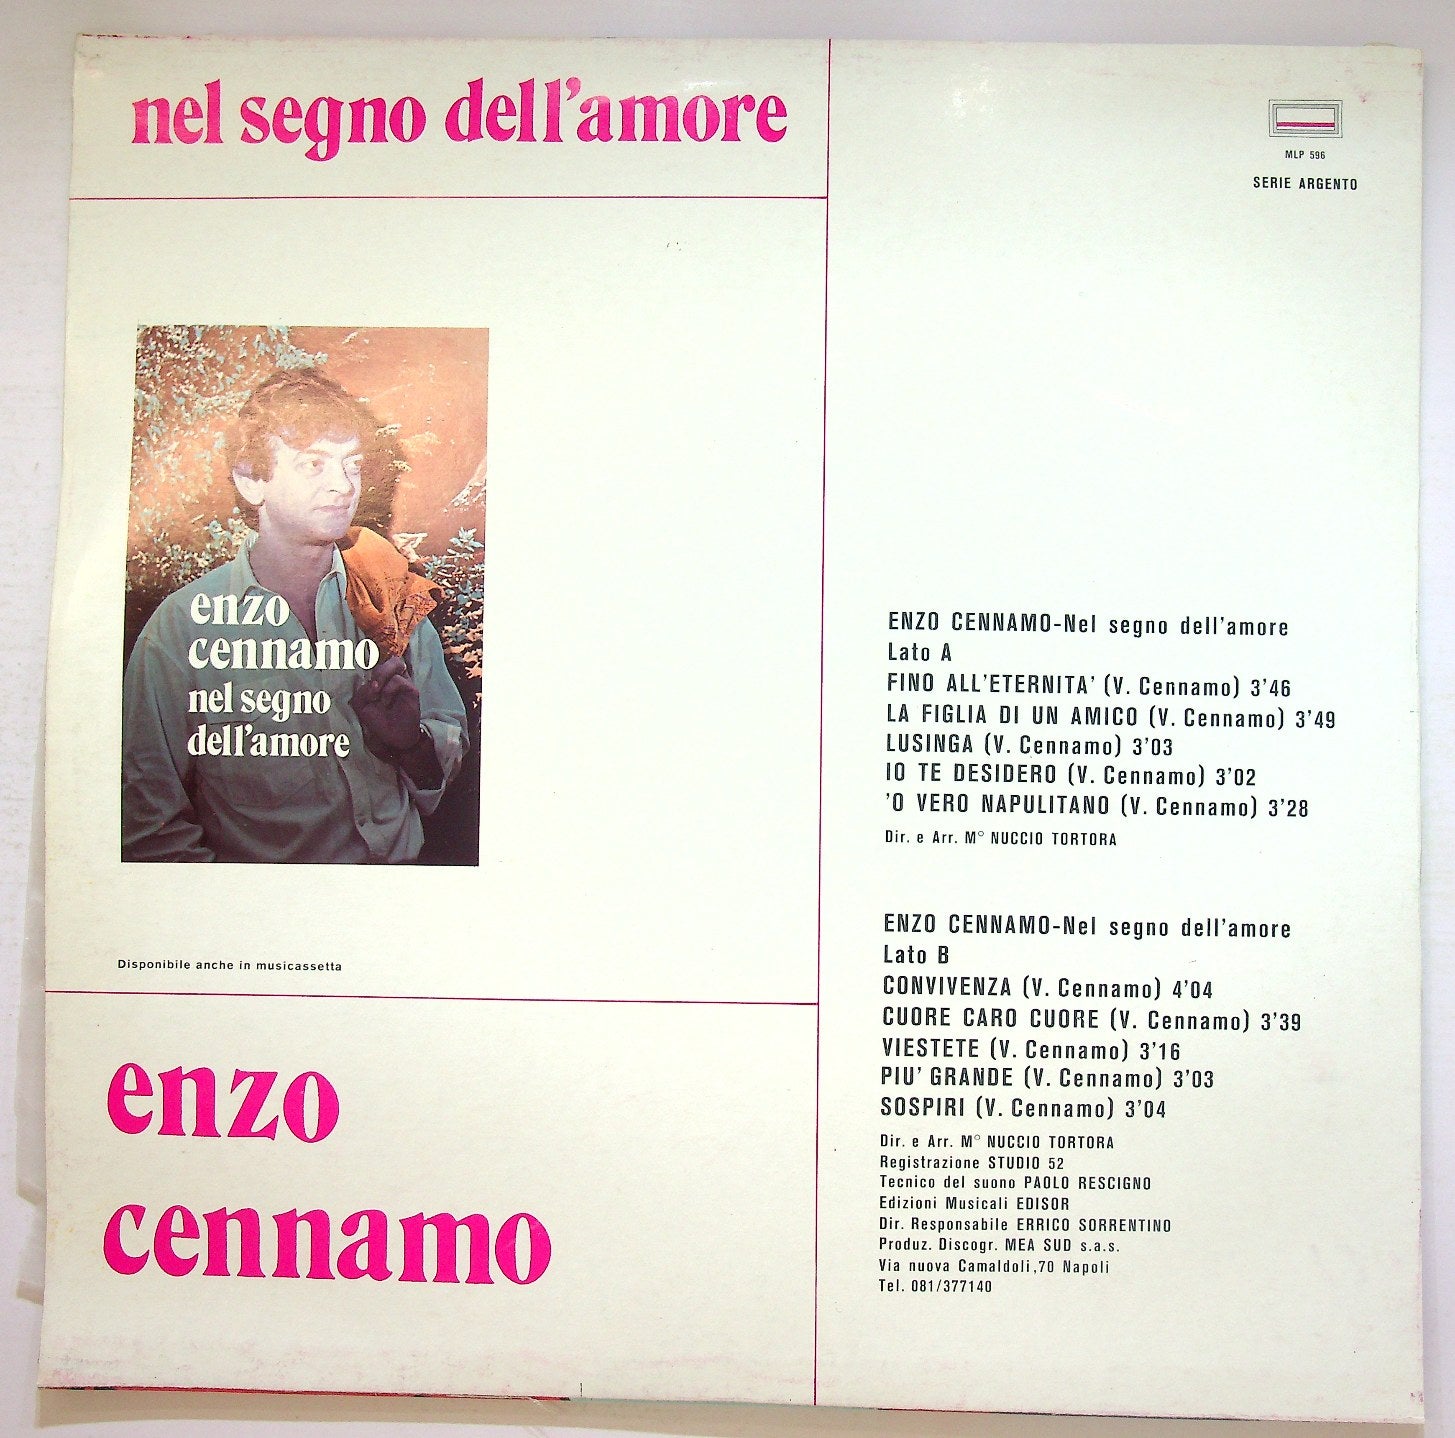 nel segno dell'amore
MLP 596
SERIE ARGENTO
enzo
cennamo
nel segno
dell'amore
Disponibile anche in musicassetta
enzo
cennamo
ENZO CENNAMO-Nel segno dell'amore
Lato A
FINO ALL'ETERNITA' (V. Cennamo) 3'46
LA FIGLIA DI UN AMICO (V. Cennamo) 3'49
LUSINGA (V. Cennamo) 3'03
IO TE DESIDERO (V. Cennamo) 3'02
'O VERO NAPULITANO (V. Cennamo) 3'28
Dir. e Arr. M° NUCCIO TORTORA
ENZO CENNAMO-Nel segno dell'amore
Lato B
CONVIVENZA (V. Cennamo) 4'04
CUORE CARO CUORE (V. Cennamo) 3'39
VIESTETE (V. Cennamo) 3'16
PIU' GRANDE (V. Cennamo) 3'03
SOSPIRI (V. Cennamo) 3'04
Dir. e Arr. M° NUCCIO TORTORA
Registrazione STUDIO 52
Tecnico del suono PAOLO RESCIGNO
Edizioni Musicali EDISOR
Dir. Responsabile ERRICO SORRENTINO
Produz. Discogr. MEA SUD s.a.s.
Via nuova Camaldoli,70 Napoli
Tel. 081/377140